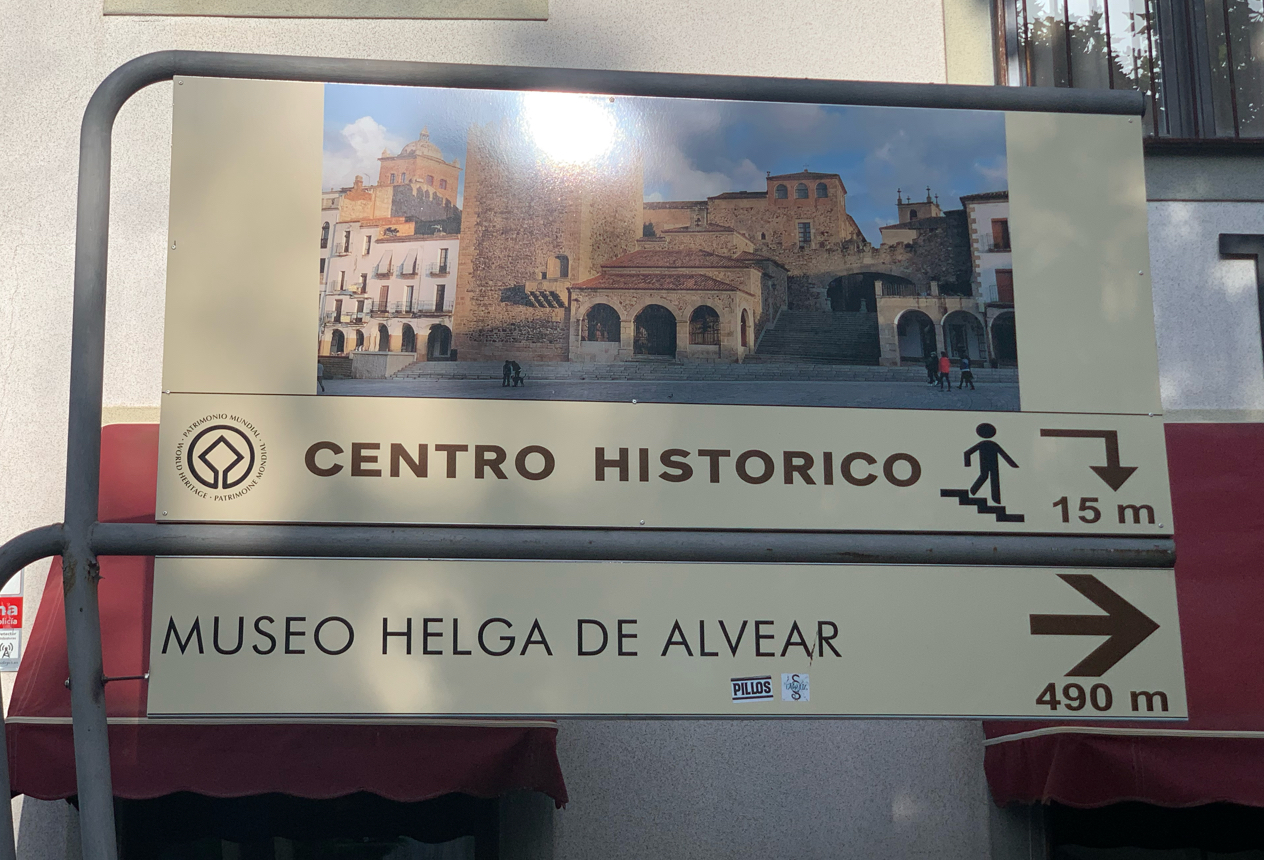 PATRIMONIO MUNDIAL · WORLD HERITAGE · PATRIMOINE MONDIAL ·
CENTRO HISTORICO
15 m
MUSEO HELGA DE ALVEAR
490 m
PILLOS